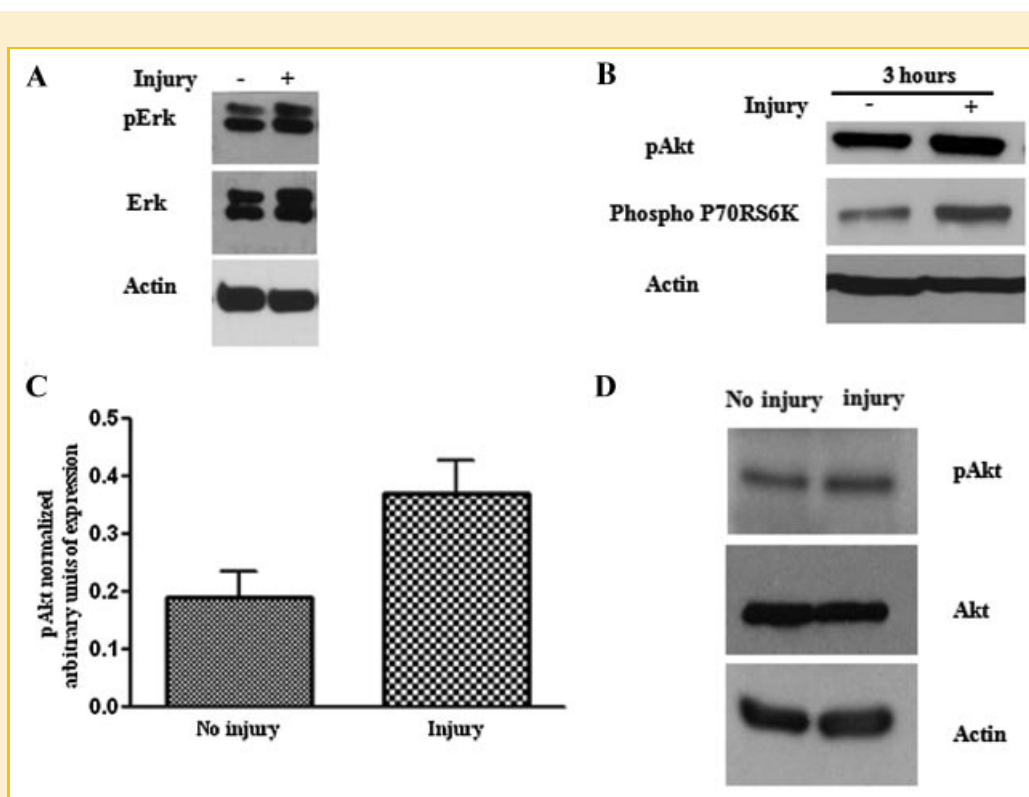 A
Injury - +
pErk
Erk
Actin
B
3 hours
Injury - +
pAkt
Phospho P70RS6K
Actin
C
pAkt normalized
arbitrary units of expression
0.5
0.4
0.3
0.2
0.1
0.0
No injury Injury
D
No injury injury
pAkt
Akt
Actin